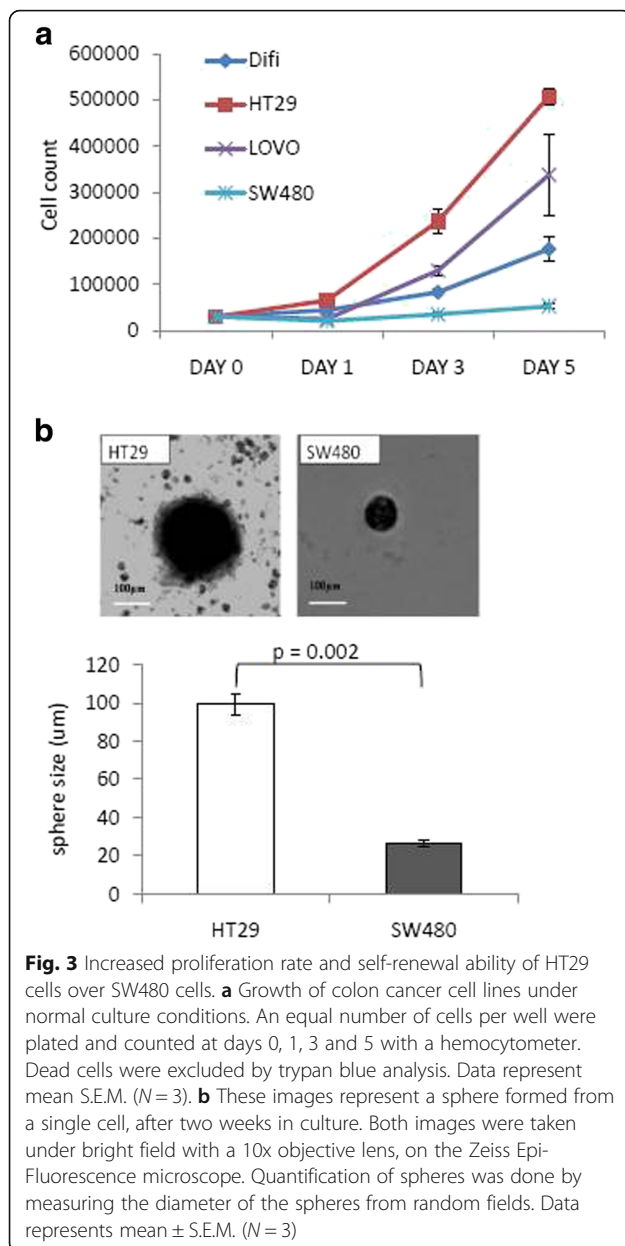 a
600000
500000
400000
300000
200000
100000
0
Cell count
Difi
HT29
LOVO
SW480
DAY 0 DAY 1 DAY 3 DAY 5
b
HT29
100µm
SW480
100µm
p = 0.002
120
100
80
60
40
20
0
sphere size (um)
HT29 SW480
Fig. 3 Increased proliferation rate and self-renewal ability of HT29
cells over SW480 cells. a Growth of colon cancer cell lines under
normal culture conditions. An equal number of cells per well were
plated and counted at days 0, 1, 3 and 5 with a hemocytometer.
Dead cells were excluded by trypan blue analysis. Data represent
mean S.E.M. (N = 3). b These images represent a sphere formed from
a single cell, after two weeks in culture. Both images were taken
under bright field with a 10x objective lens, on the Zeiss Epi-
Fluorescence microscope. Quantification of spheres was done by
measuring the diameter of the spheres from random fields. Data
represents mean ± S.E.M. (N = 3)